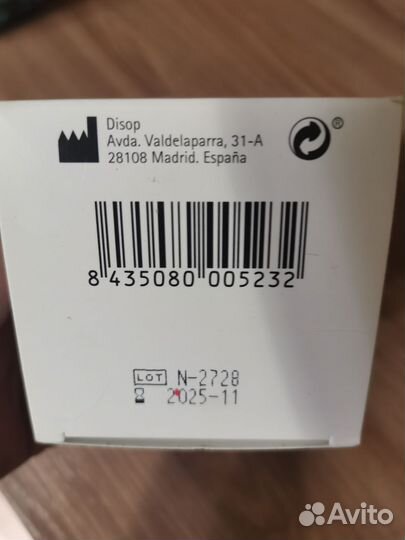 Disop
Avda. Valdelaparra, 31-A
28108 Madrid. España
®
8 435080 005232
LOT N-2728
2025-11
Avito